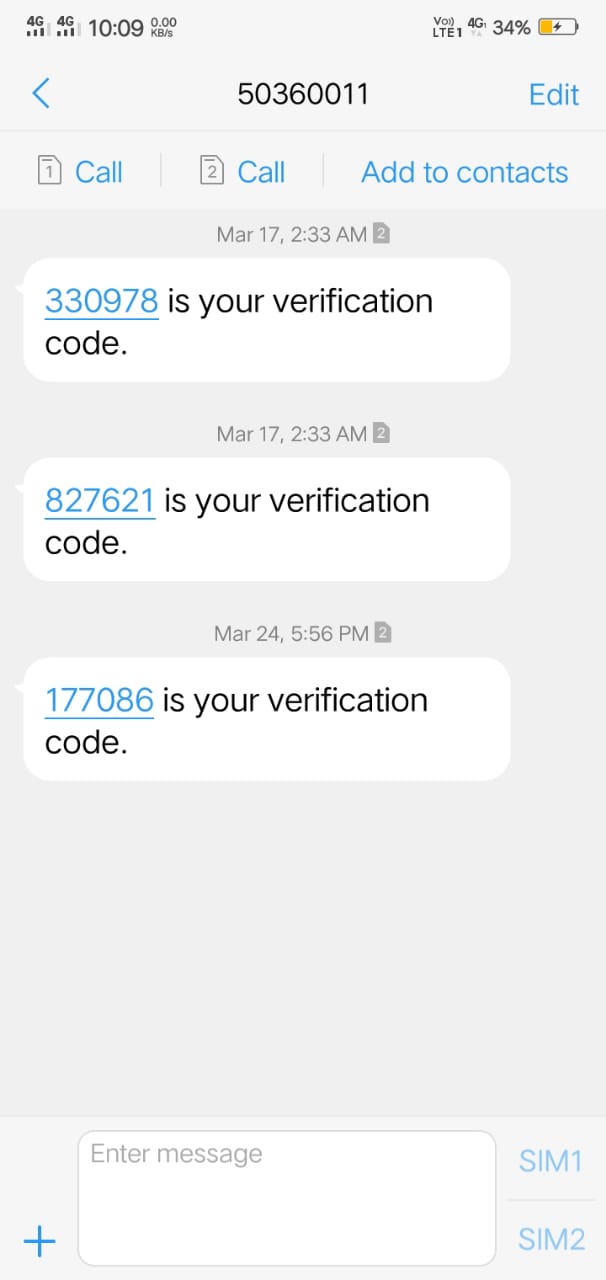 4G 4G 10:09 0.00 KB/s Vo)) LTE1 4G 34%
50360011 Edit
1 Call 2 Call Add to contacts
Mar 17, 2:33 AM 2
330978 is your verification
code.
Mar 17, 2:33 AM 2
827621 is your verification
code.
Mar 24, 5:56 PM 2
177086 is your verification
code.
Enter message SIM1
SIM2